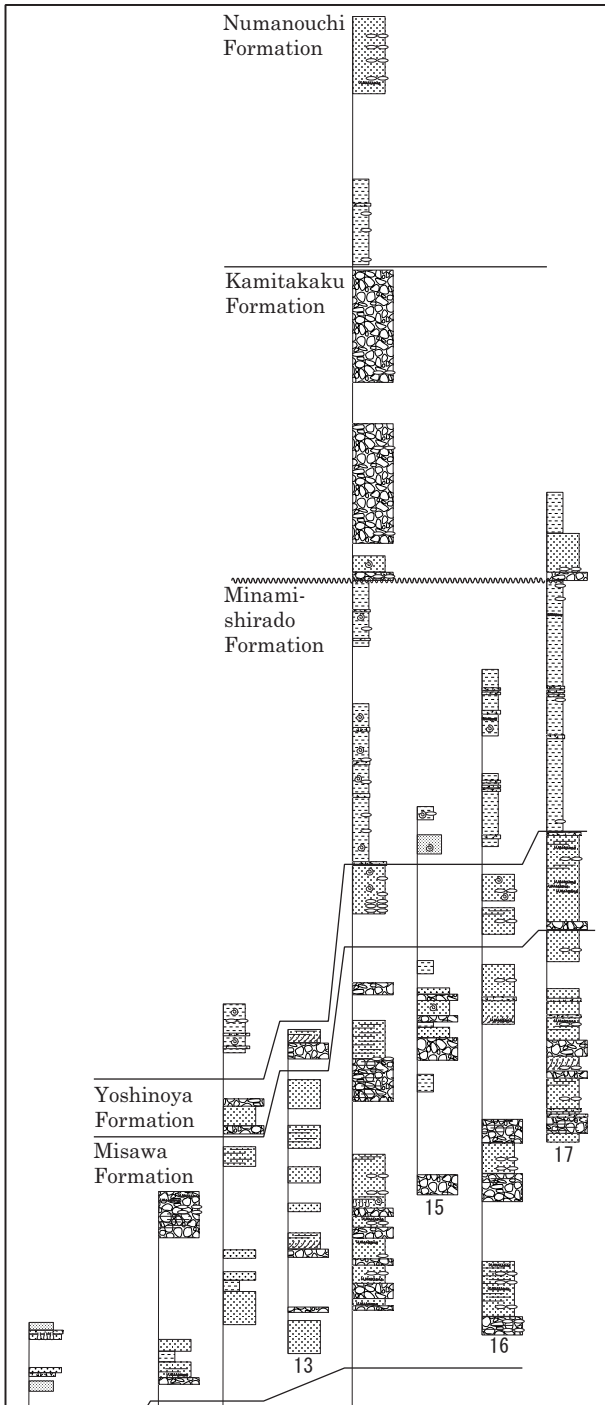 Numanouchi
Formation
Kamitakaku
Formation
Minami-
shirado
Formation
Yoshinoya
Formation
Misawa
Formation
13
15
16
17